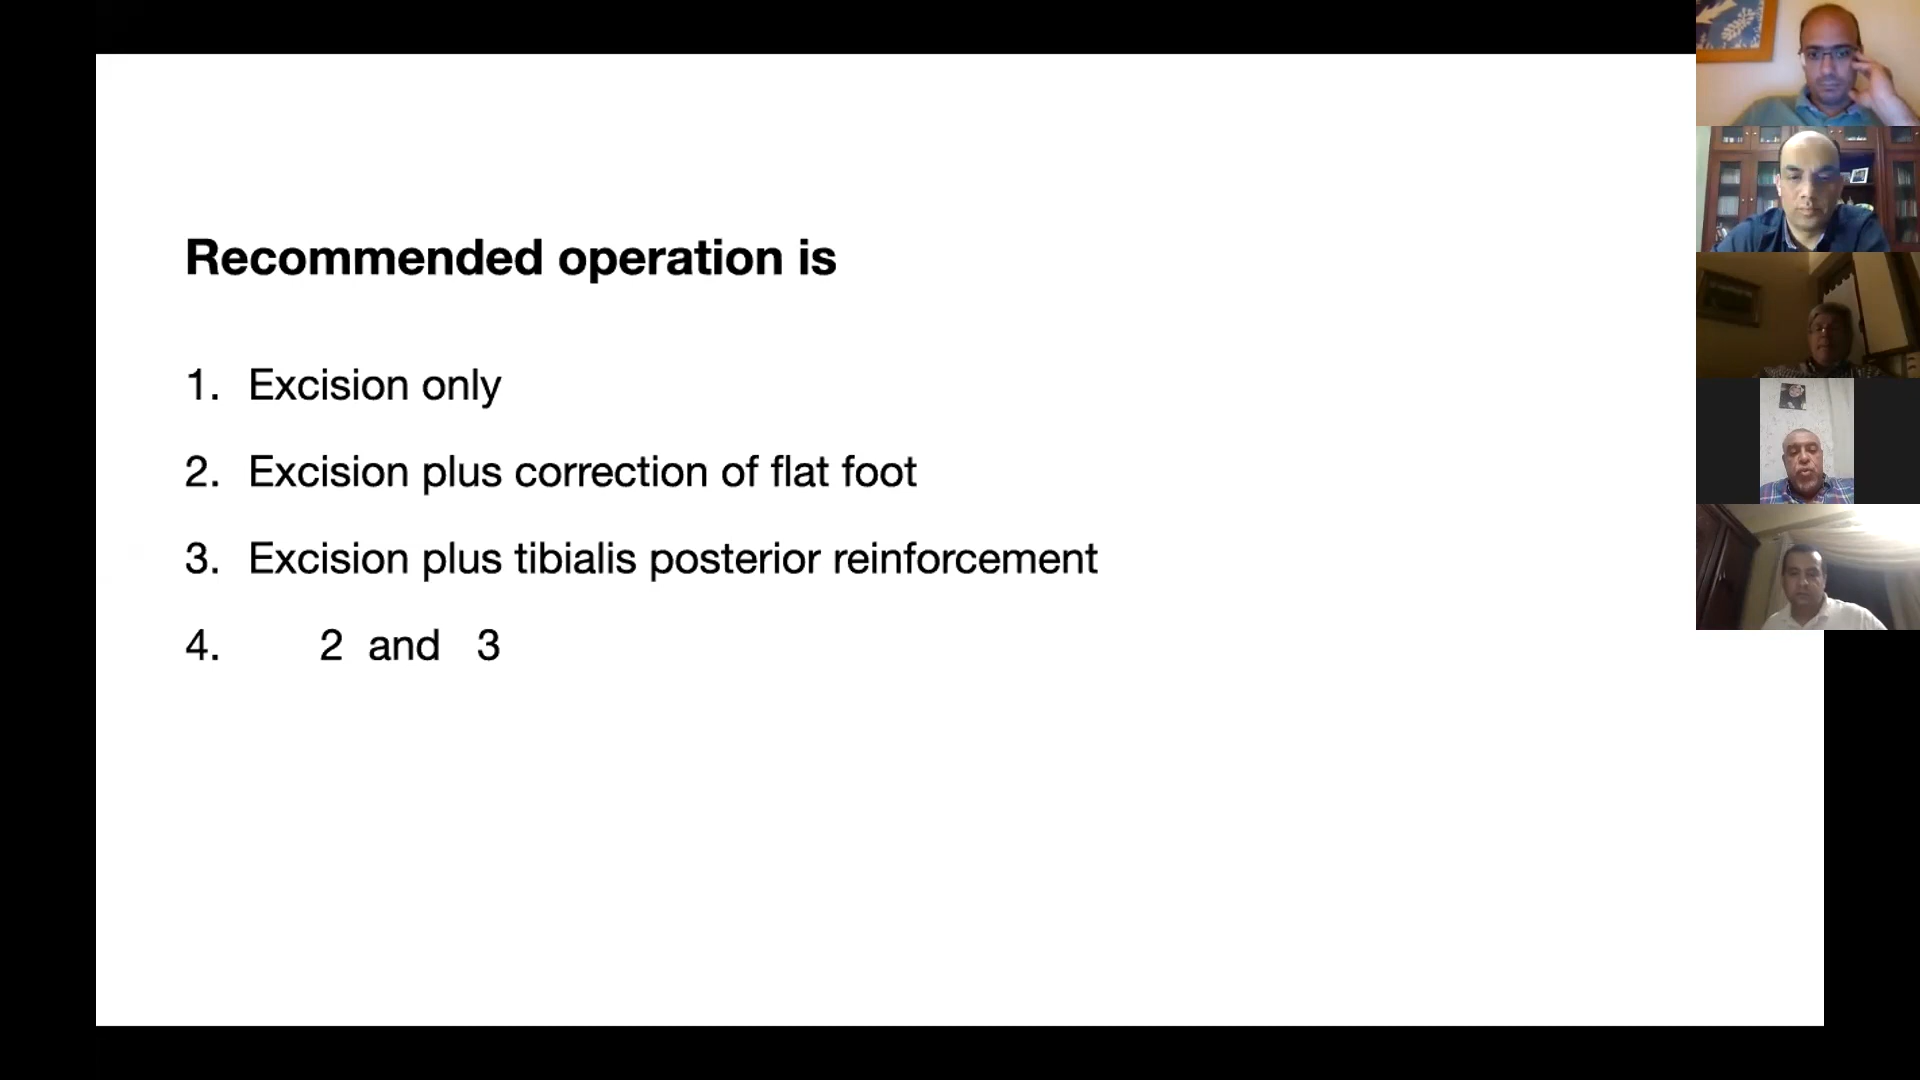 Recommended operation is
1. Excision only
2. Excision plus correction of flat foot
3. Excision plus tibialis posterior reinforcement
4. 2 and 3